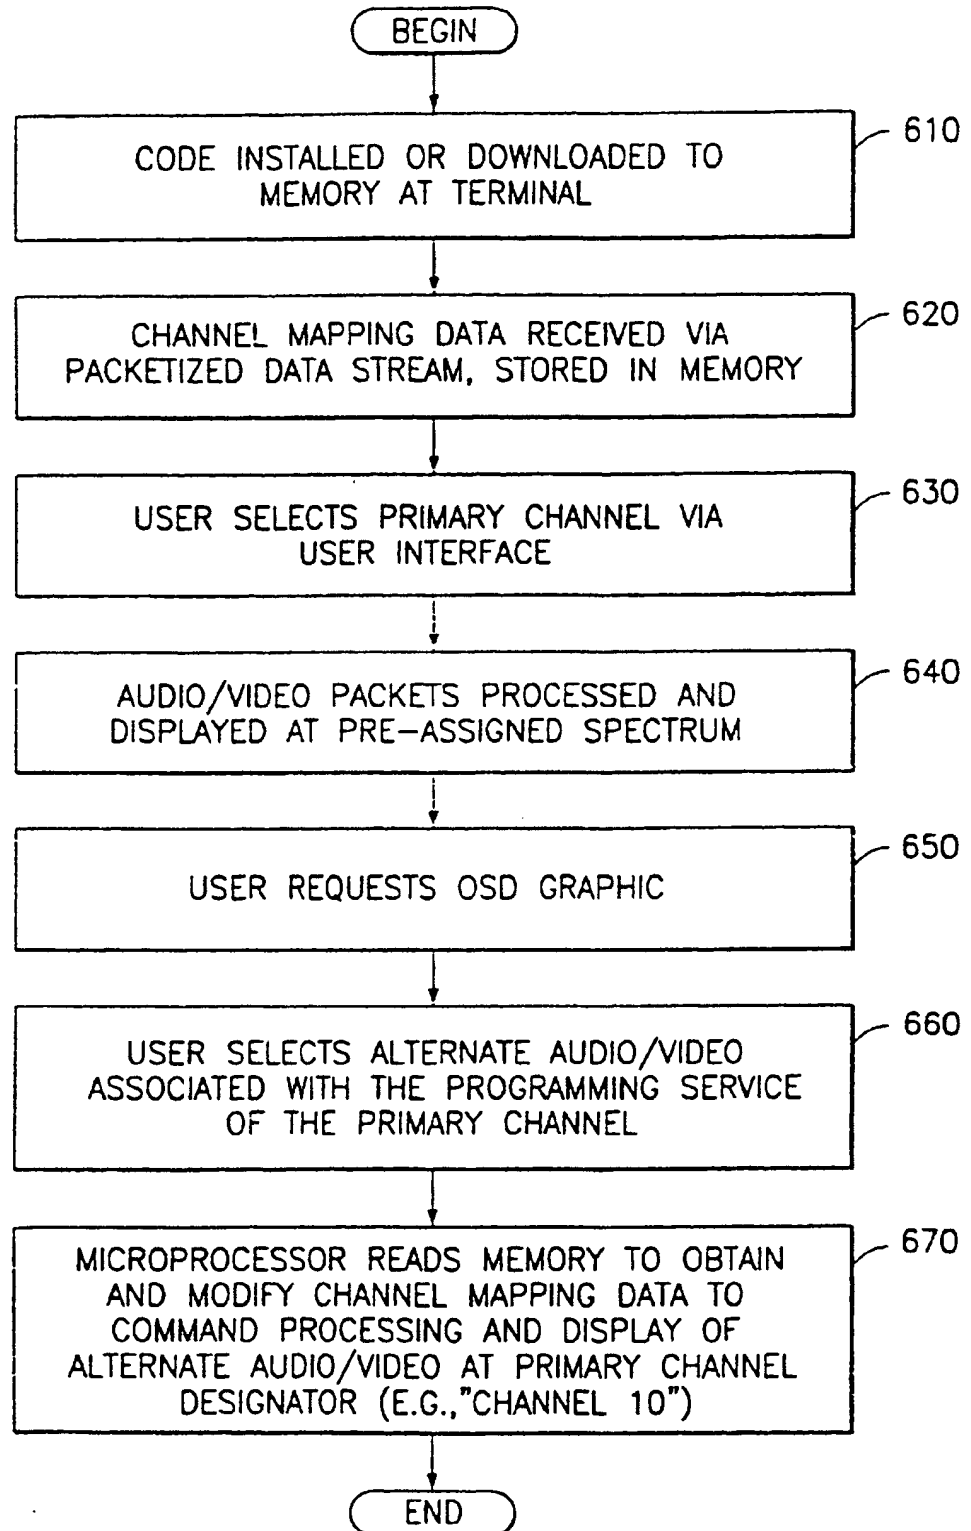 BEGIN
CODE INSTALLED OR DOWNLOADED TO
MEMORY AT TERMINAL
610
CHANNEL MAPPING DATA RECEIVED VIA
PACKETIZED DATA STREAM, STORED IN MEMORY
620
USER SELECTS PRIMARY CHANNEL VIA
USER INTERFACE
630
AUDIO/VIDEO PACKETS PROCESSED AND
DISPLAYED AT PRE-ASSIGNED SPECTRUM
640
USER REQUESTS OSD GRAPHIC
650
USER SELECTS ALTERNATE AUDIO/VIDEO
ASSOCIATED WITH THE PROGRAMMING SERVICE
OF THE PRIMARY CHANNEL
660
MICROPROCESSOR READS MEMORY TO OBTAIN
AND MODIFY CHANNEL MAPPING DATA TO
COMMAND PROCESSING AND DISPLAY OF
ALTERNATE AUDIO/VIDEO AT PRIMARY CHANNEL
DESIGNATOR (E.G.,"CHANNEL 10")
670
END